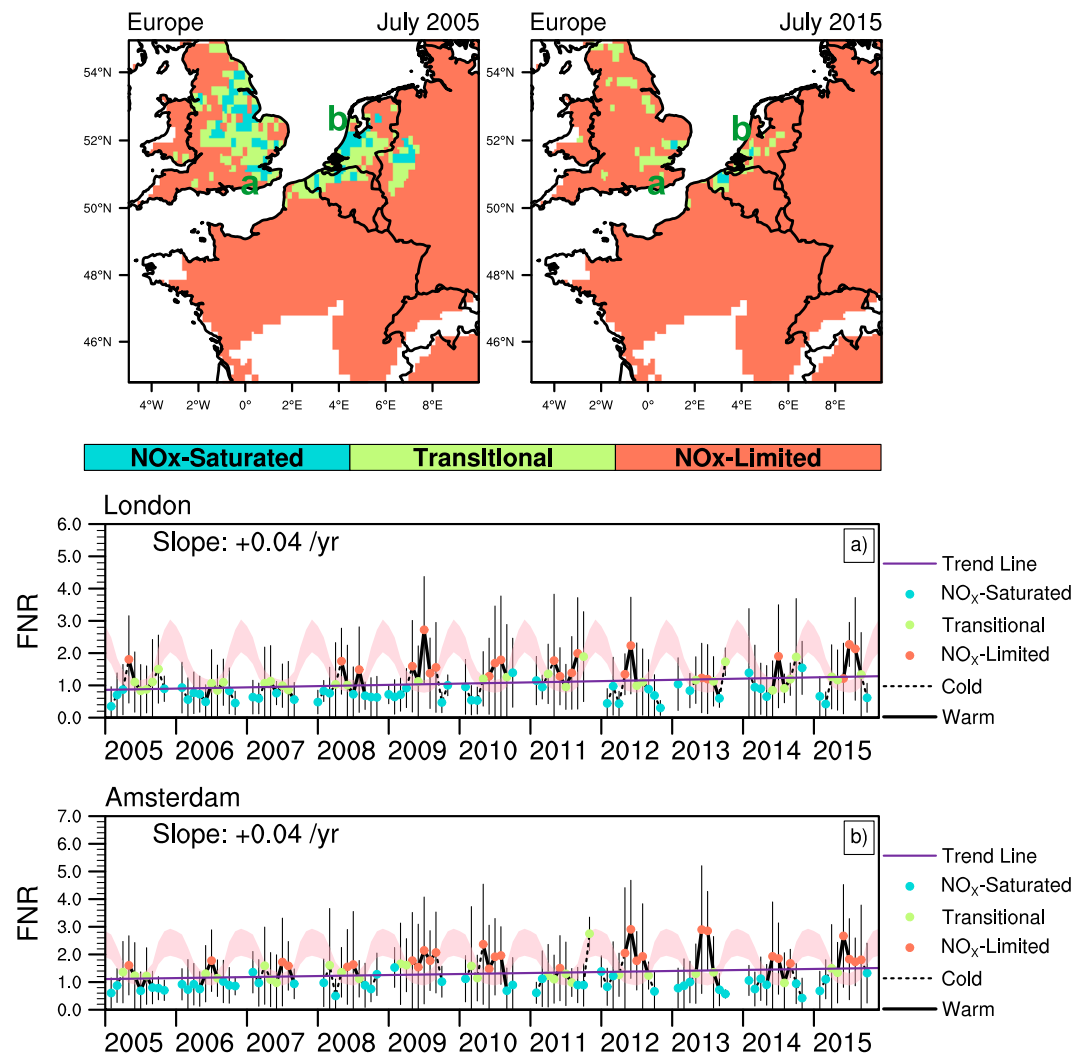 Europe July 2005 Europe July 2015
54°N 54°N
52°N 52°N
50°N 50°N
48°N 48°N
46°N 46°N
b b
a a
4°W 2°W 0° 2°E 4°E 6°E 8°E 4°W 2°W 0° 2°E 4°E 6°E 8°E
NOx-Saturated TransItional NOx-Limited
London
Slope: +0.04 /yr
a)
FNR
6.0
5.0
4.0
3.0
2.0
1.0
0.0
2005 2006 2007 2008 2009 2010 2011 2012 2013 2014 2015
Trend Line
NOX-Saturated
Transitional
NOX-Limited
Cold
Warm
Amsterdam
Slope: +0.04 /yr
b)
FNR
7.0
6.0
5.0
4.0
3.0
2.0
1.0
0.0
2005 2006 2007 2008 2009 2010 2011 2012 2013 2014 2015
Trend Line
NOX-Saturated
Transitional
NOX-Limited
Cold
Warm